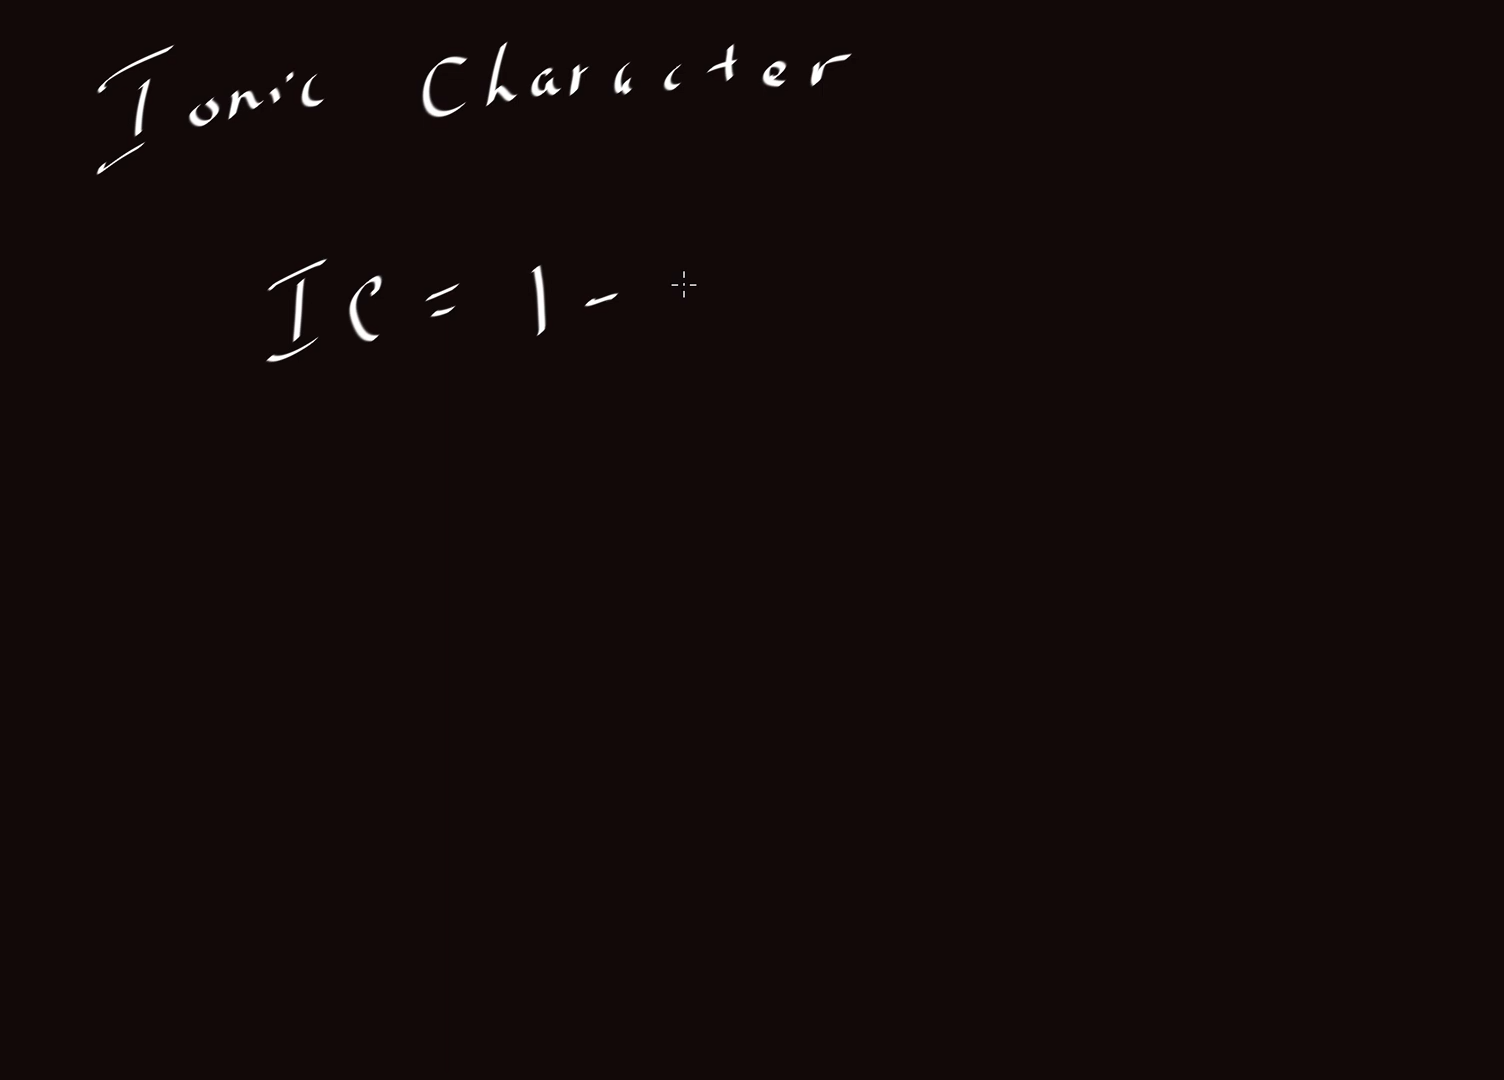 Ionic Character
IC = 1 -